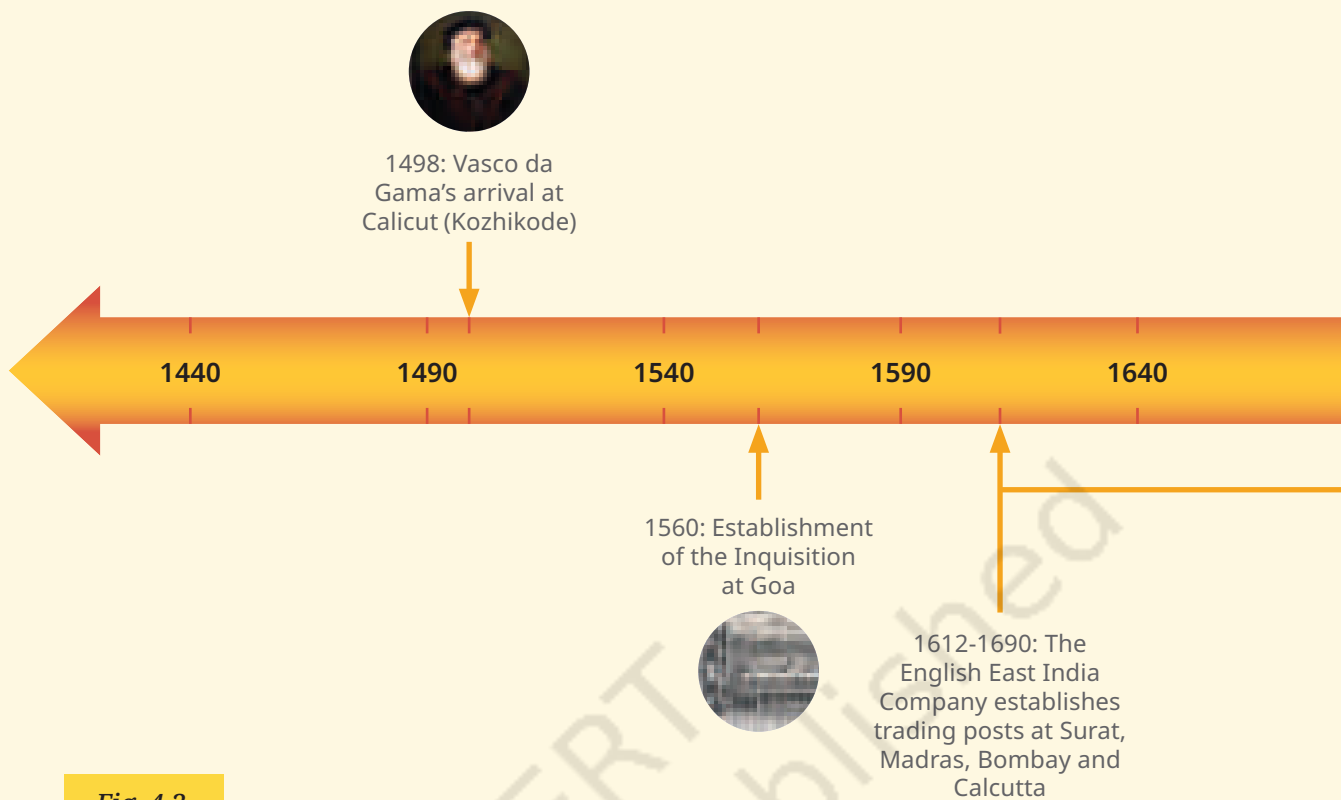 1498: Vasco da
Gama’s arrival at
Calicut (Kozhikode)
1440
1490
1540
1590
1640
1560: Establishment
of the Inquisition
at Goa
1612-1690: The
English East India
Company establishes
trading posts at Surat,
Madras, Bombay and
Calcutta